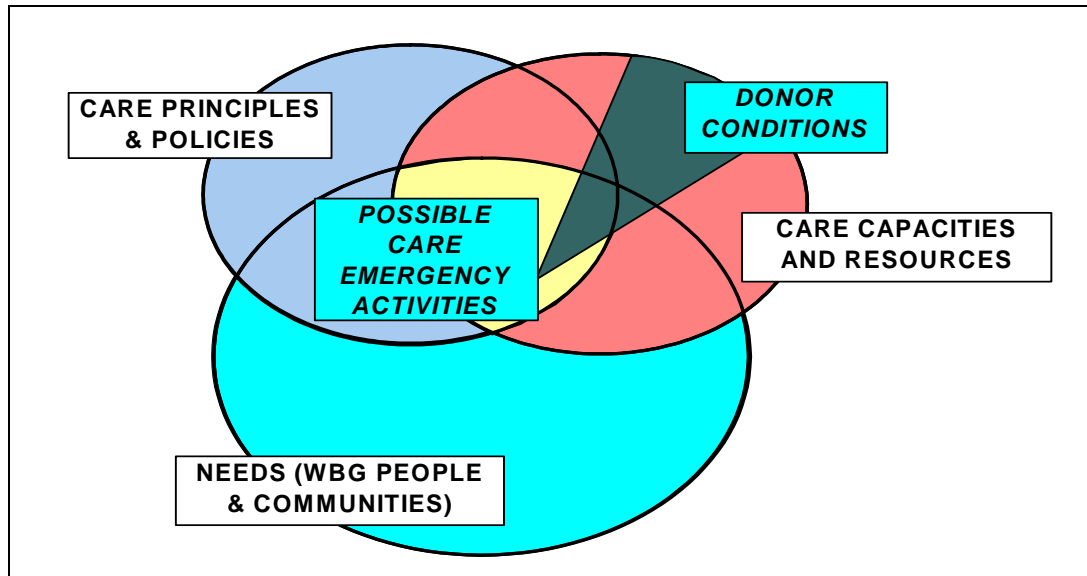 CARE PRINCIPLES
& POLICIES
DONOR
CONDITIONS
POSSIBLE
CARE
EMERGENCY
ACTIVITIES
CARE CAPACITIES
AND RESOURCES
NEEDS (WBG PEOPLE
& COMMUNITIES)